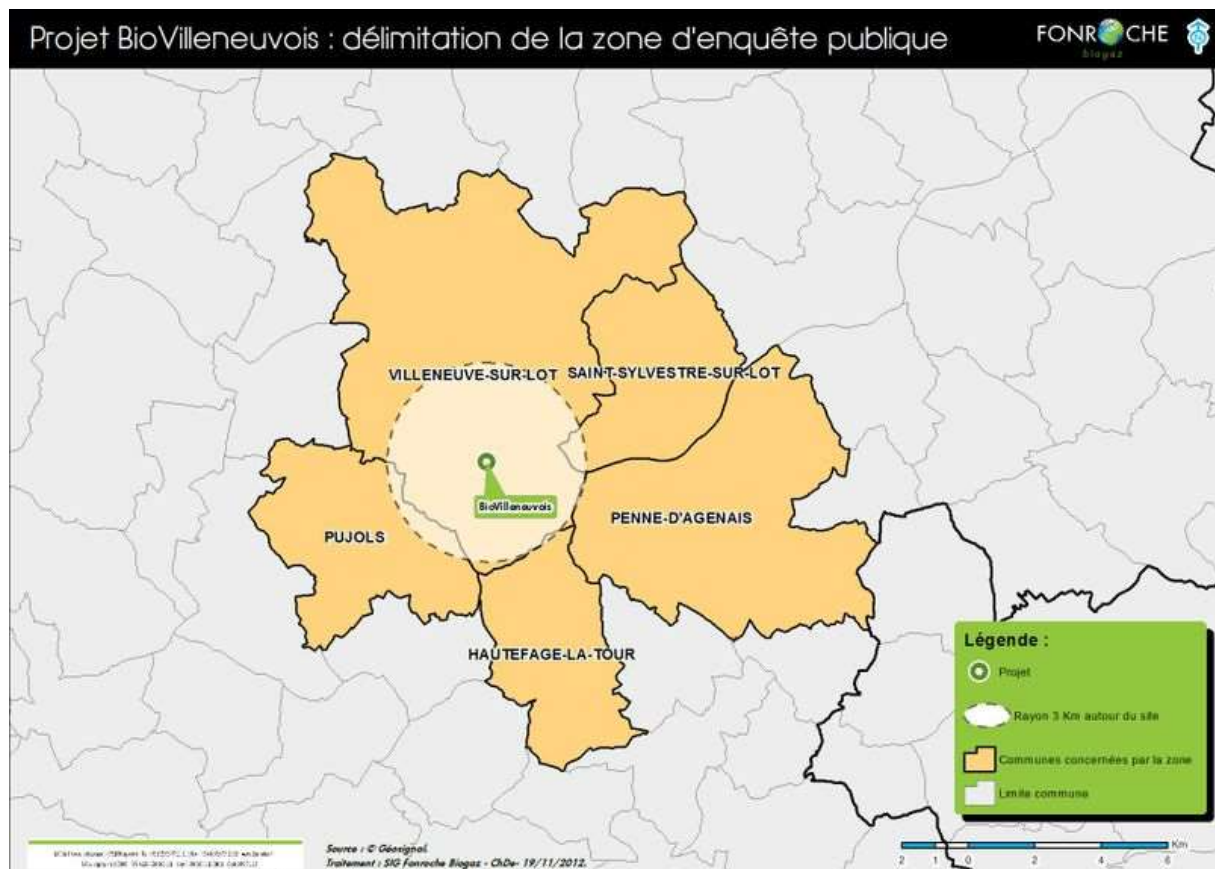 Projet BioVilleneuvois : délimitation de la zone d'enquête publique
FONROCHE
biogaz
VILLENEUVE-SUR-LOT
SAINT-SYLVESTRE-SUR-LOT
BioVilleneuvois
PENNE-D'AGENAIS
PUJOLS
HAUTEFAGE-LA-TOUR
Légende :
Projet
Rayon 3 Km autour du site
Communes concernées par la zone
Limite commune
Source : © Géosignal.
Traitement : SIG Fonroche Biogaz - ChDe- 19/11/2012.
Km
2 1 0 2 4 6